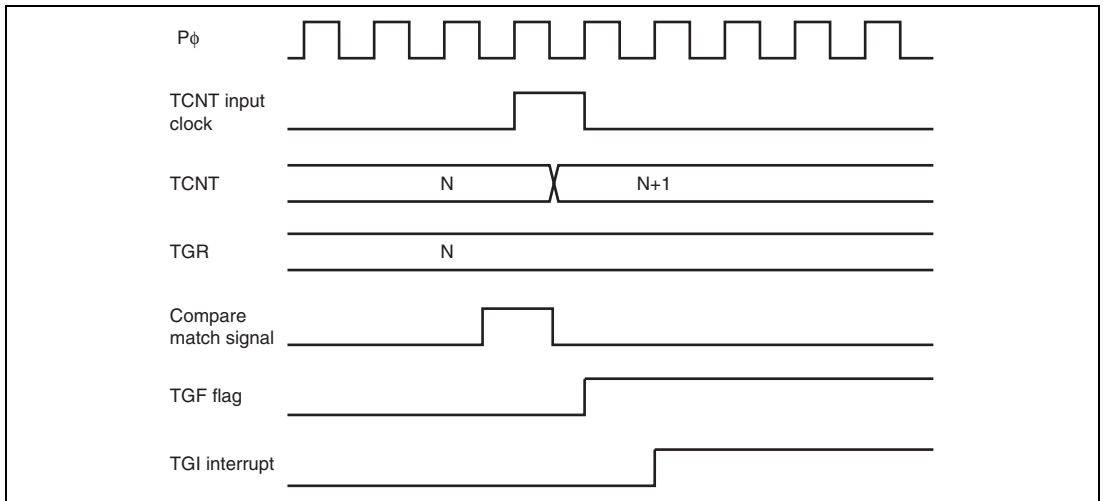 Pϕ
TCNT input
clock
TCNT
N
N+1
TGR
N
Compare
match signal
TGF flag
TGI interrupt